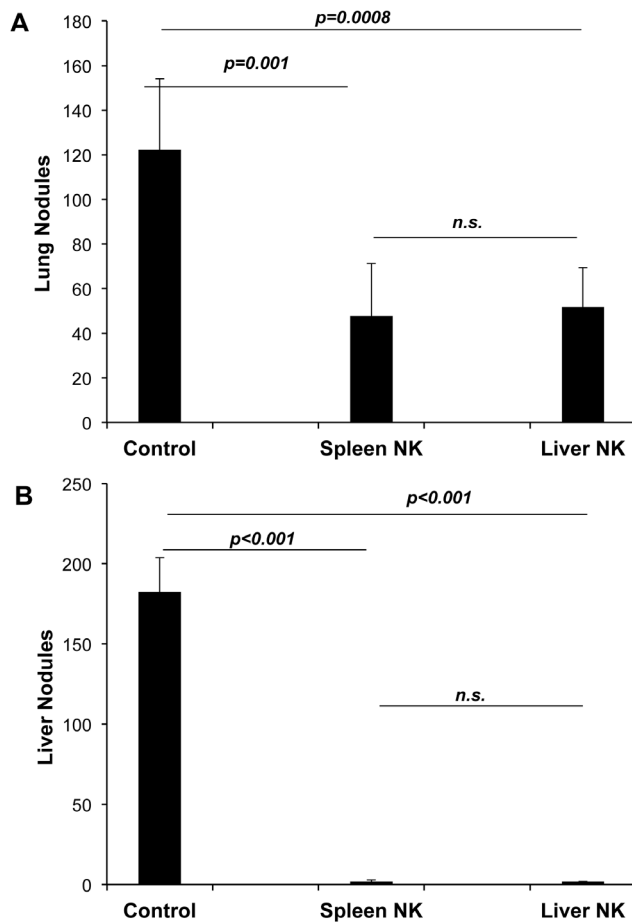 A
180
160
140
120
100
80
60
40
20
0
Lung Nodules
p=0.0008
p=0.001
n.s.
Control Spleen NK Liver NK
B
250
200
150
100
50
0
Liver Nodules
p<0.001
p<0.001
n.s.
Control Spleen NK Liver NK